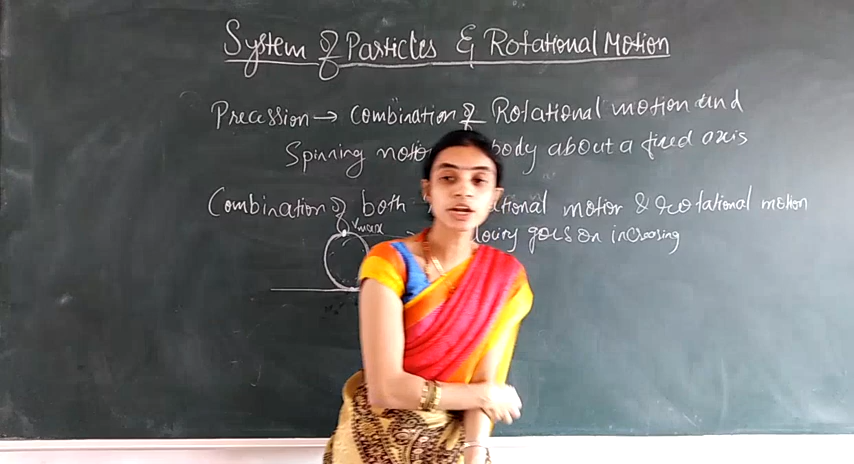 System of Particles & Rotational Motion
Precession → Combination of Rotational motion and
Spinning motion body about a fixed axis
Combination of both motion & rotational motion
Vmax → goes on increasing